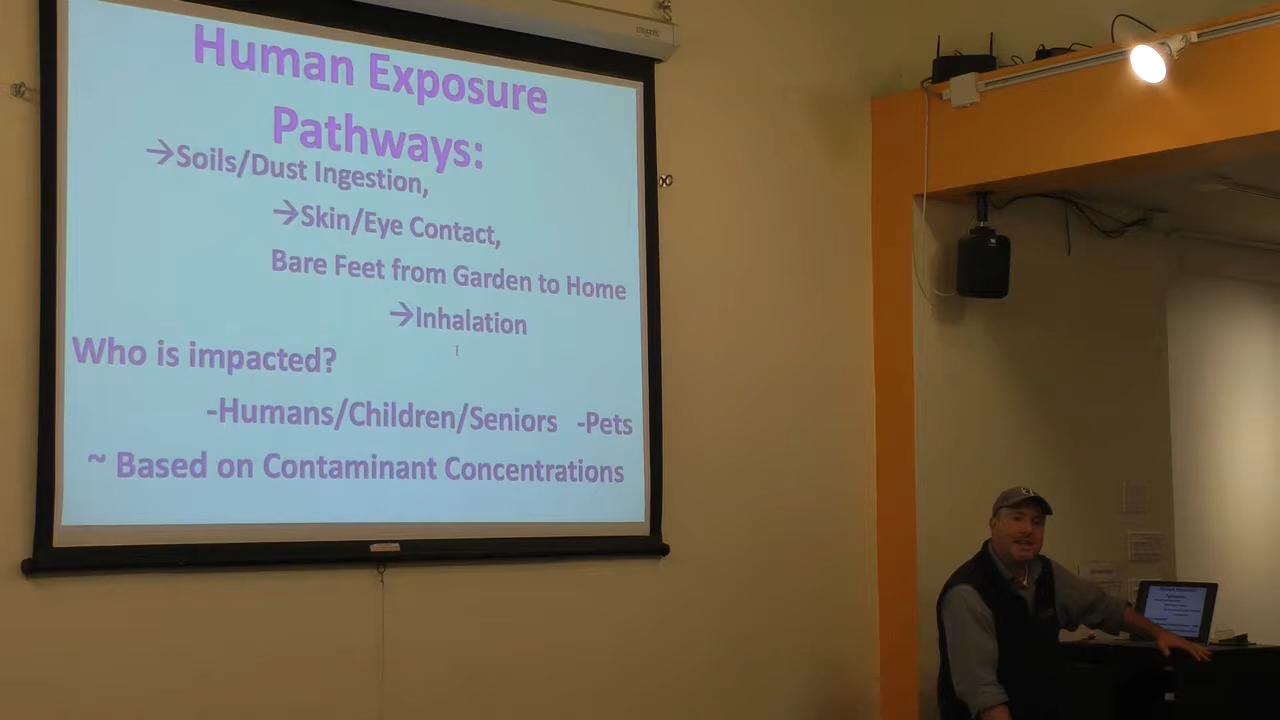 Human Exposure
Pathways:
→Soils/Dust Ingestion,
→Skin/Eye Contact,
Bare Feet from Garden to Home
→Inhalation
Who is impacted?
-Humans/Children/Seniors -Pets
~ Based on Contaminant Concentrations